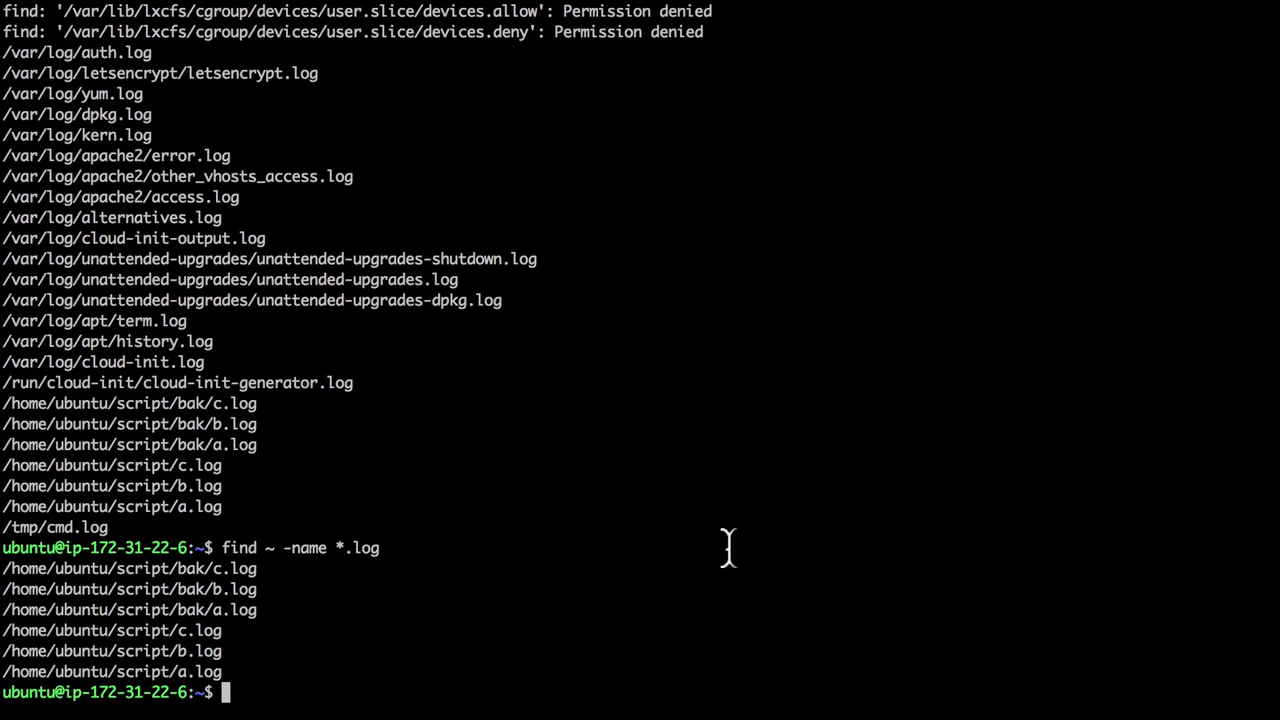 find: '/var/lib/lxcfs/cgroup/devices/user.slice/devices.allow': Permission denied
find: '/var/lib/lxcfs/cgroup/devices/user.slice/devices.deny': Permission denied
/var/log/auth.log
/var/log/letsencrypt/letsencrypt.log
/var/log/yum.log
/var/log/dpkg.log
/var/log/kern.log
/var/log/apache2/error.log
/var/log/apache2/other_vhosts_access.log
/var/log/apache2/access.log
/var/log/alternatives.log
/var/log/cloud-init-output.log
/var/log/unattended-upgrades/unattended-upgrades-shutdown.log
/var/log/unattended-upgrades/unattended-upgrades.log
/var/log/unattended-upgrades/unattended-upgrades-dpkg.log
/var/log/apt/term.log
/var/log/apt/history.log
/var/log/cloud-init.log
/run/cloud-init/cloud-init-generator.log
/home/ubuntu/script/bak/c.log
/home/ubuntu/script/bak/b.log
/home/ubuntu/script/bak/a.log
/home/ubuntu/script/c.log
/home/ubuntu/script/b.log
/home/ubuntu/script/a.log
/tmp/cmd.log
ubuntu@ip-172-31-22-6:~$ find ~ -name *.log
/home/ubuntu/script/bak/c.log
/home/ubuntu/script/bak/b.log
/home/ubuntu/script/bak/a.log
/home/ubuntu/script/c.log
/home/ubuntu/script/b.log
/home/ubuntu/script/a.log
ubuntu@ip-172-31-22-6:~$